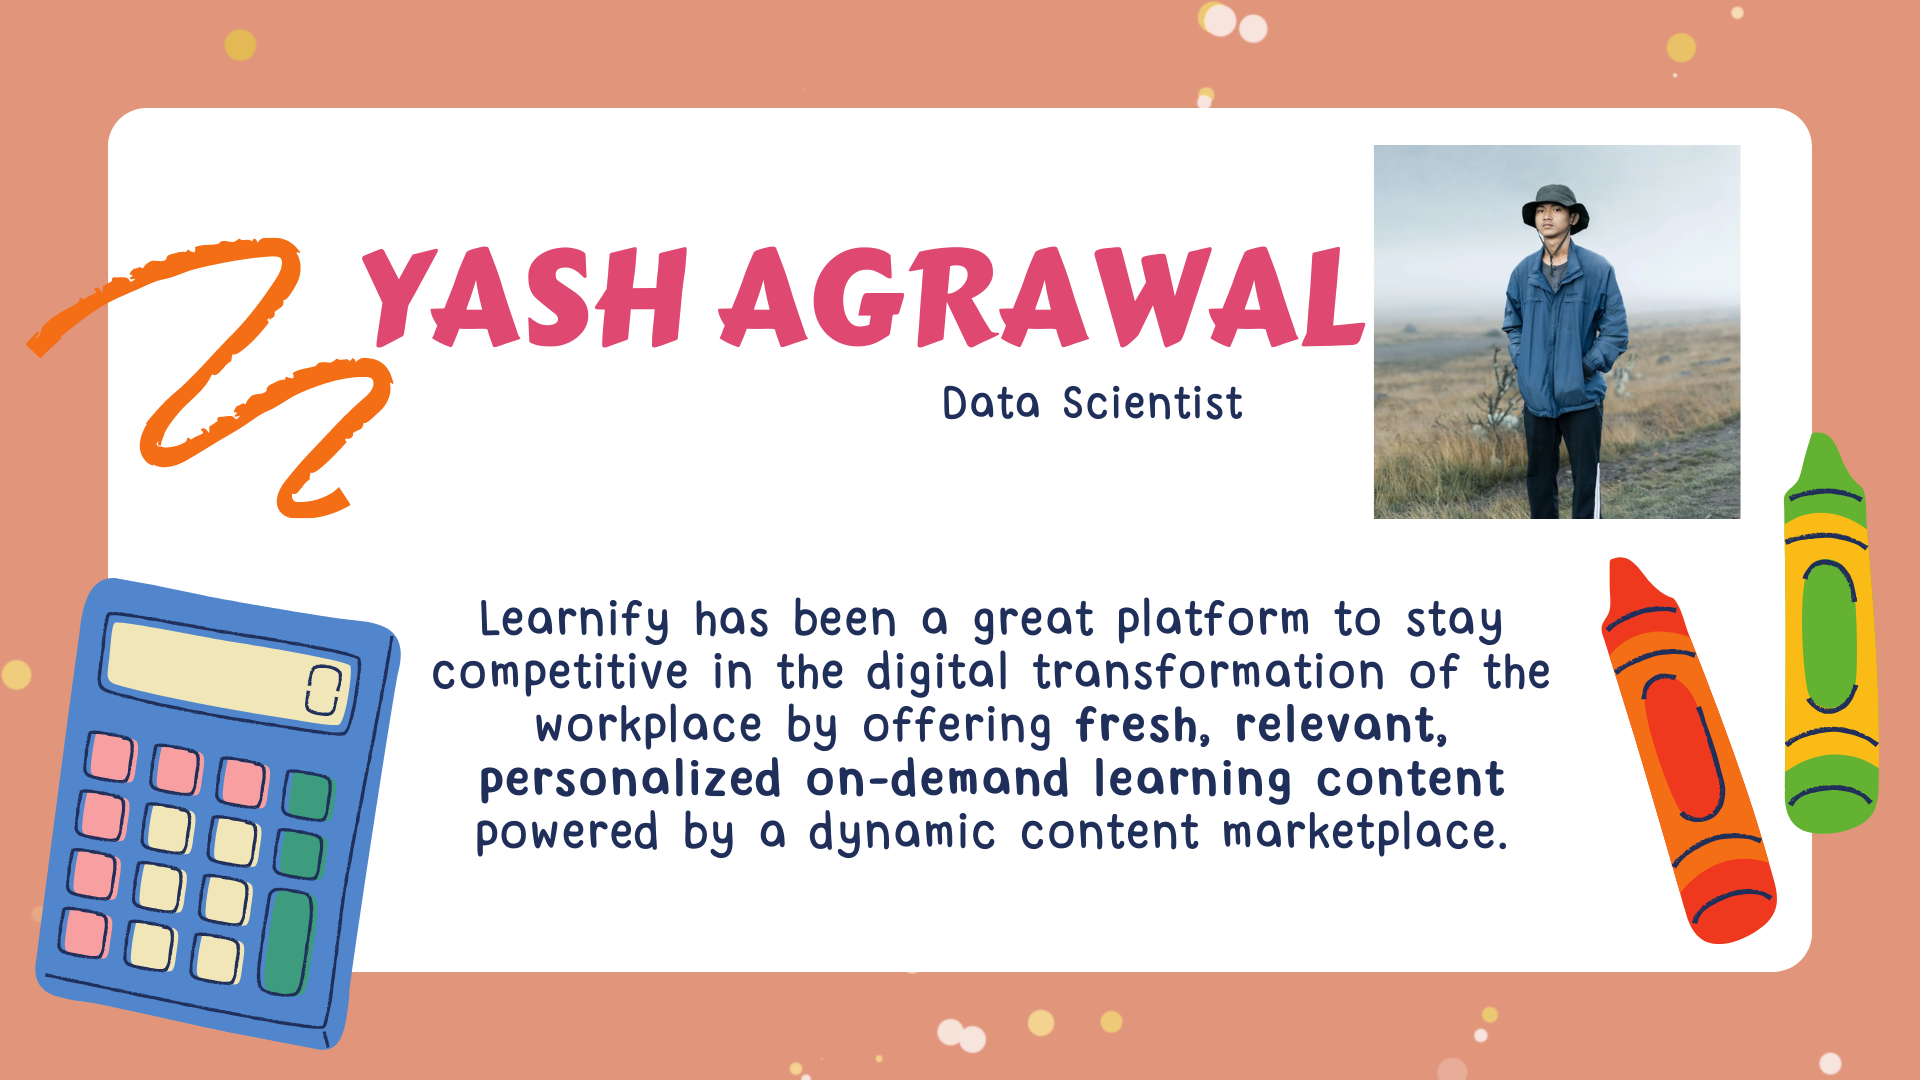 YASH AGRAWAL
Data Scientist
Learnify has been a great platform to stay
competitive in the digital transformation of the
workplace by offering fresh, relevant,
personalized on-demand learning content
powered by a dynamic content marketplace.
0